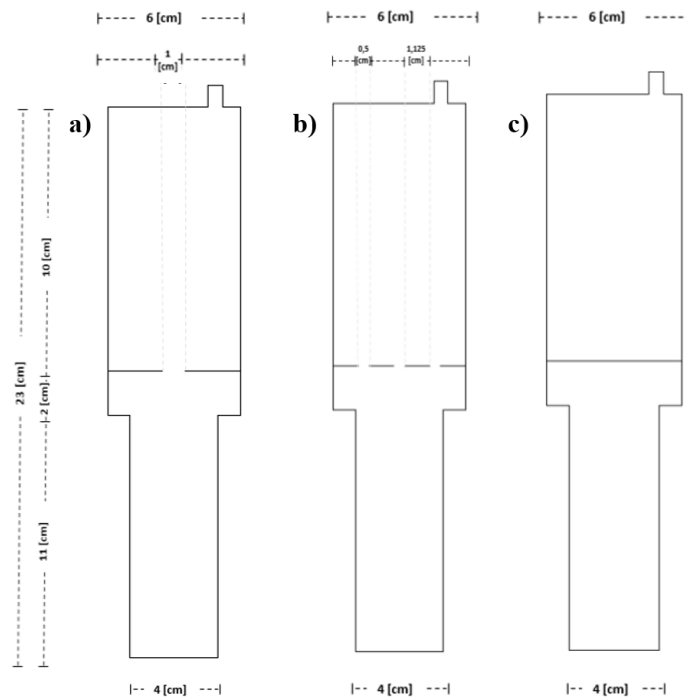 6 [cm]
6 [cm]
6 [cm]
1
[cm]
0,5
[cm]
1,125
[cm]
a)
b)
c)
10 [cm]
23 [cm]
2 [cm]
11 [cm]
4 [cm]
4 [cm]
4 [cm]